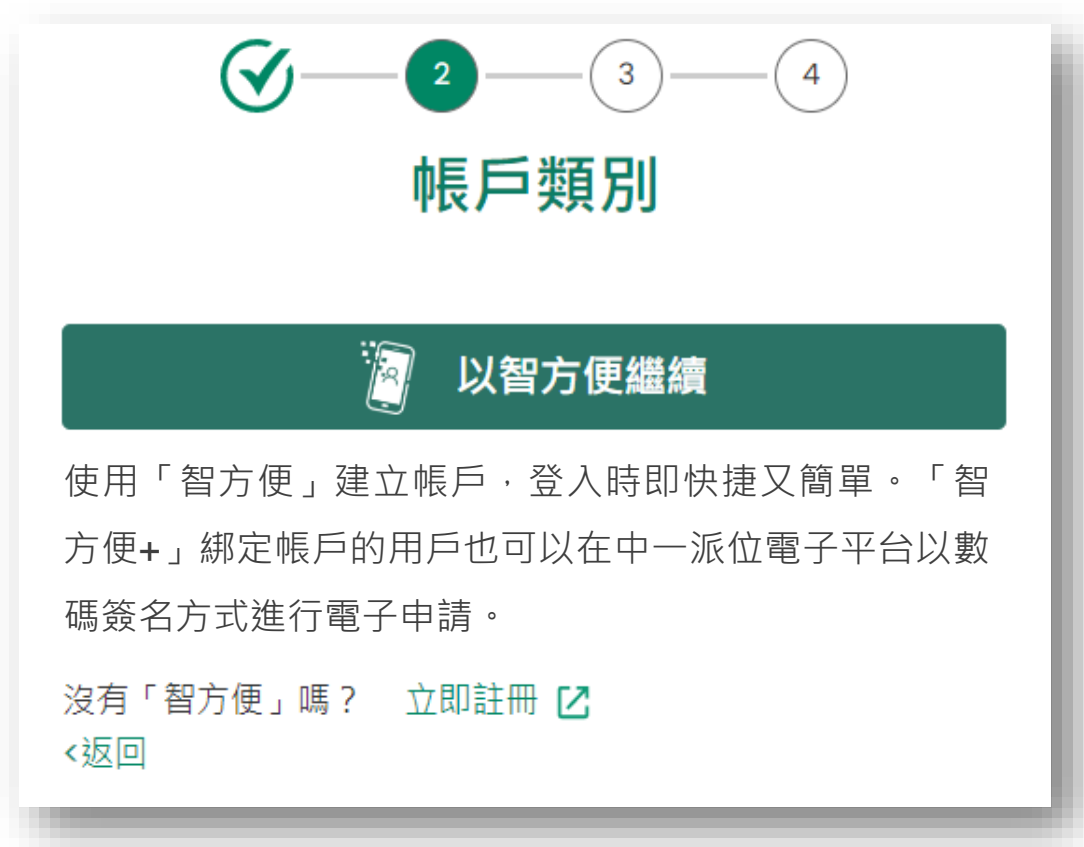 2 3 4
帳戶類別
以智方便繼續
使用「智方便」建立帳戶，登入時即快捷又簡單。「智
方便+」綁定帳戶的用戶也可以在中一派位電子平台以數
碼簽名方式進行電子申請。
沒有「智方便」嗎？ 立即註冊
<返回